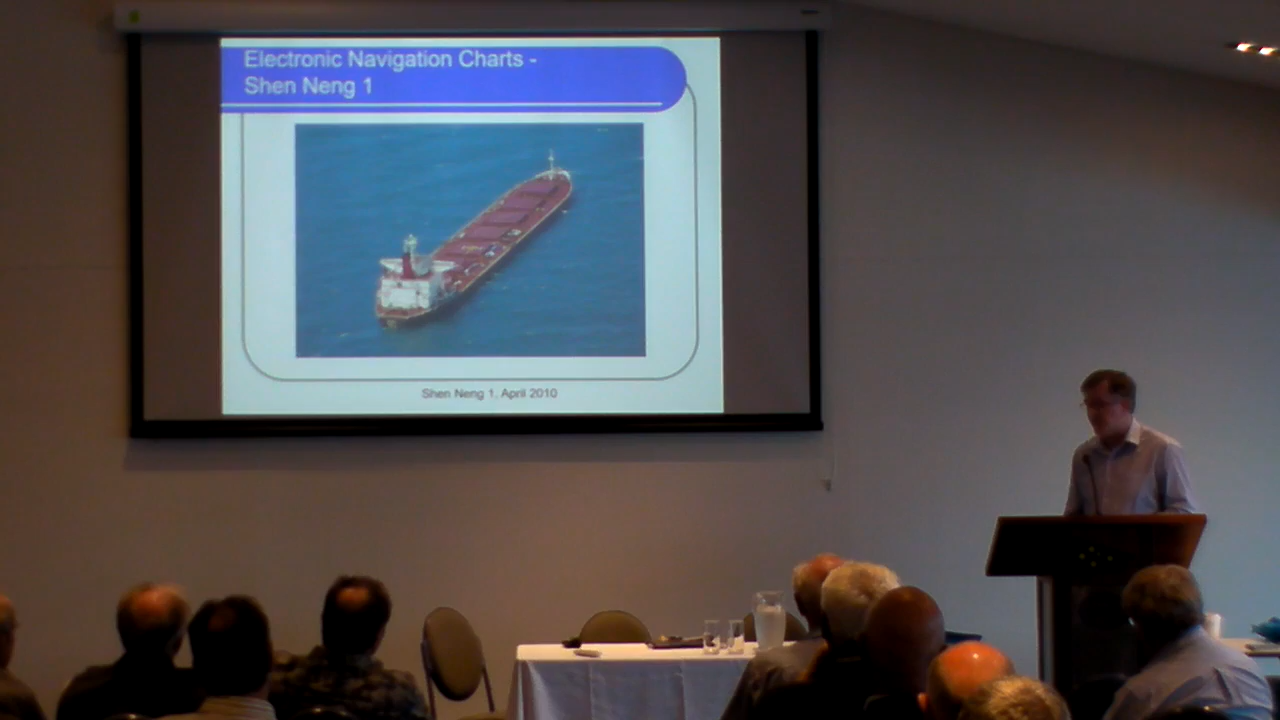 Electronic Navigation Charts -
Shen Neng 1
Shen Neng 1, April 2010